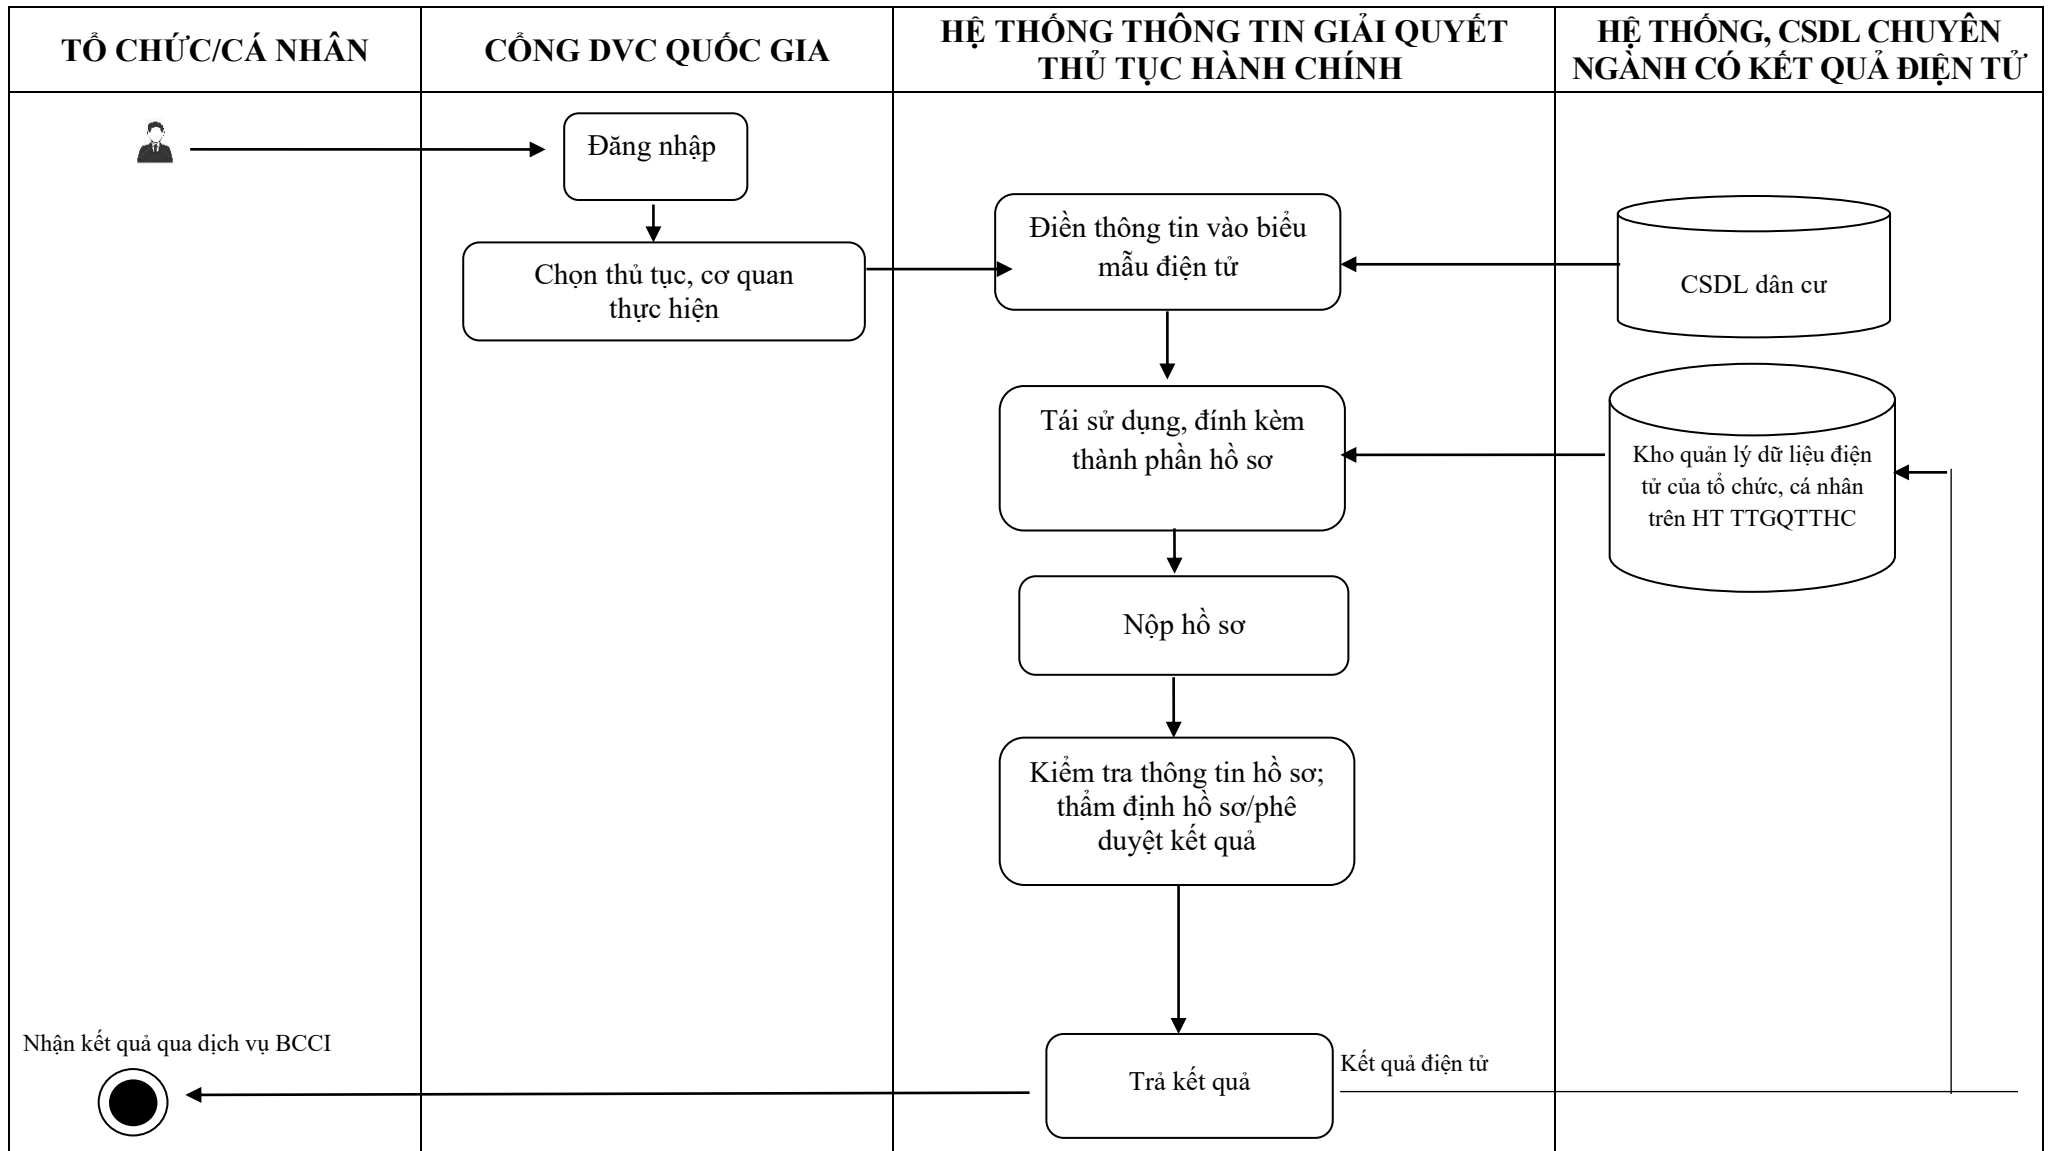 TỔ CHỨC/CÁ NHÂN
CỔNG DVC QUỐC GIA
HỆ THỐNG THÔNG TIN GIẢI QUYẾT
THỦ TỤC HÀNH CHÍNH
HỆ THỐNG, CSDL CHUYÊN
NGÀNH CÓ KẾT QUẢ ĐIỆN TỬ
Đăng nhập
Chọn thủ tục, cơ quan
thực hiện
Điền thông tin vào biểu
mẫu điện tử
CSDL dân cư
Tái sử dụng, đính kèm
thành phần hồ sơ
Kho quản lý dữ liệu điện
tử của tổ chức, cá nhân
trên HT TTGQTTHC
Nộp hồ sơ
Kiểm tra thông tin hồ sơ;
thẩm định hồ sơ/phê
duyệt kết quả
Nhận kết quả qua dịch vụ BCCI
Trả kết quả
Kết quả điện tử